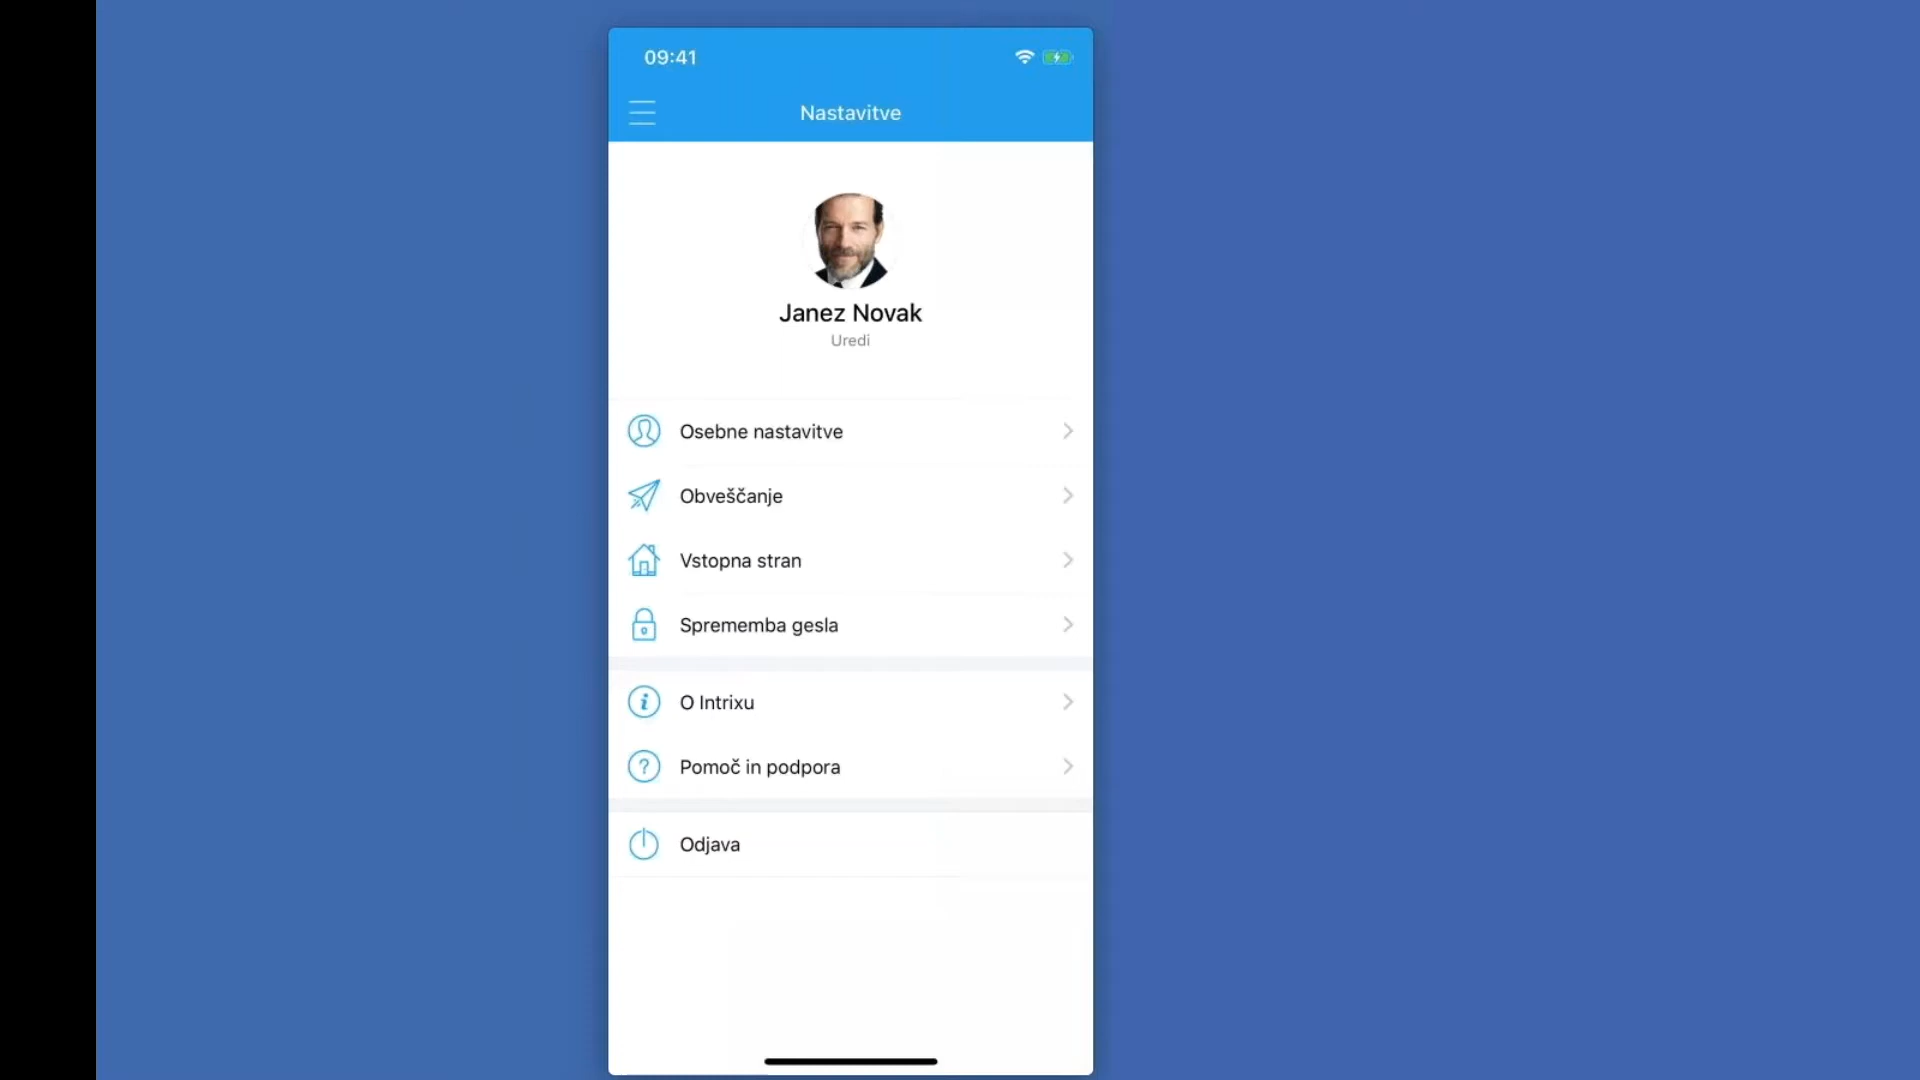 09:41
Nastavitve
Janez Novak
Uredi
Osebne nastavitve
Obveščanje
Vstopna stran
Sprememba gesla
O Intrixu
Pomoč in podpora
Odjava